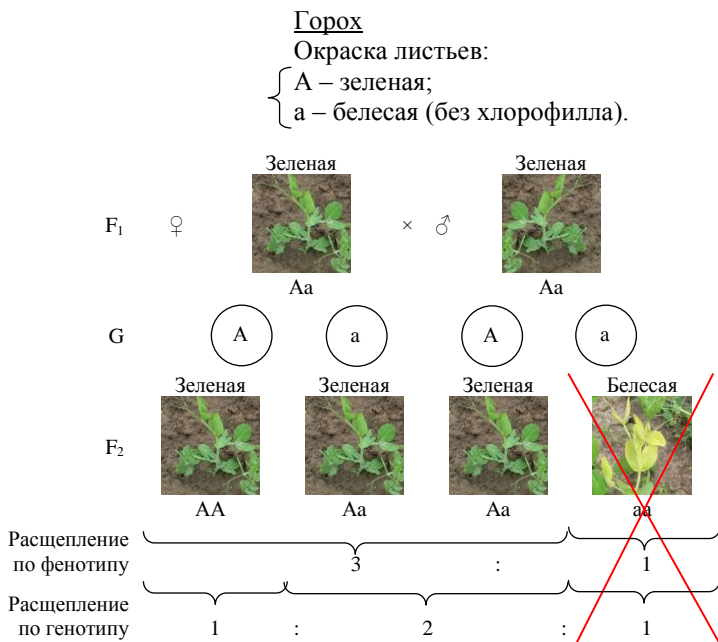 Горох
Окраска листьев:
А – зеленая;
а – белесая (без хлорофилла).
Зеленая Зеленая
F₁ ♀ × ♂
Аа Аа
G А а А а
Зеленая Зеленая Зеленая Белесая
F₂
АА Аа Аа аа
Расщепление
по фенотипу 3 : 1
Расщепление
по генотипу 1 : 2 : 1